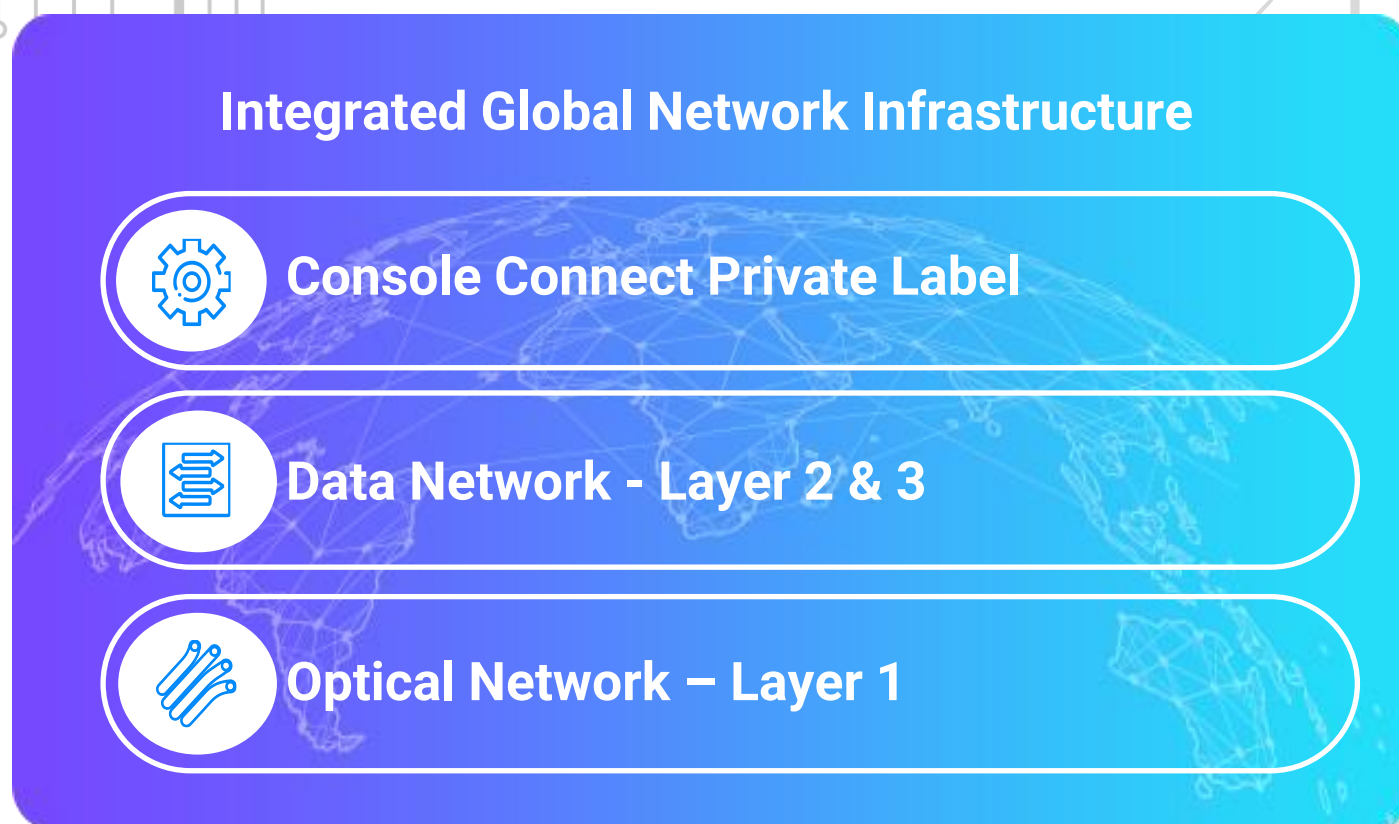 Integrated Global Network Infrastructure
Console Connect Private Label
Data Network - Layer 2 & 3
Optical Network – Layer 1